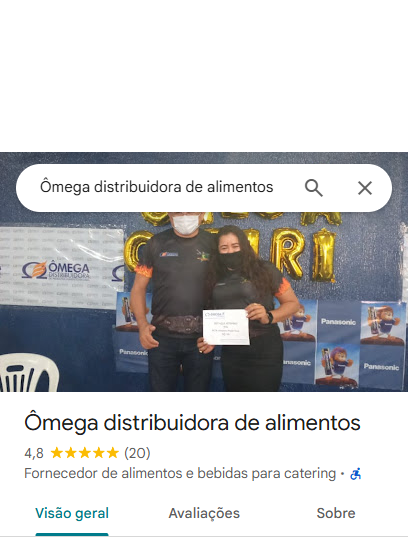 Ômega distribuidora de alimentos
ÔMEGA
DISTRIBUIDORA
Panasonic
Panasonic
Panasonic
Ômega distribuidora de alimentos
4,8 ★★★★★ (20)
Fornecedor de alimentos e bebidas para catering ·
Visão geral Avaliações Sobre